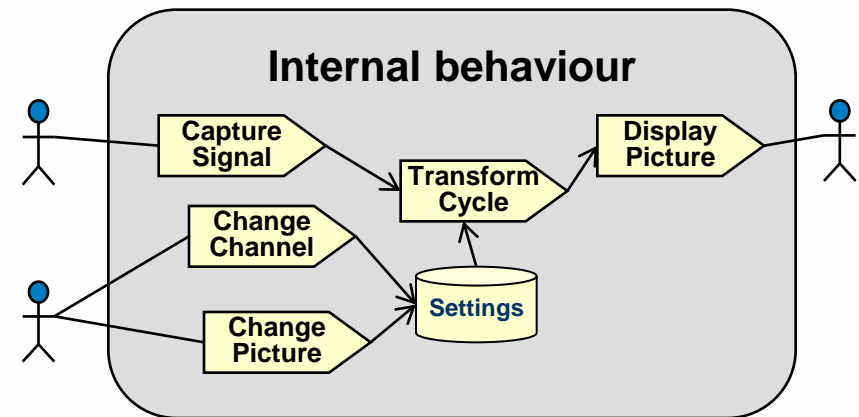 Internal behaviour
Capture
Signal
Display
Picture
Transform
Cycle
Change
Channel
Settings
Change
Picture